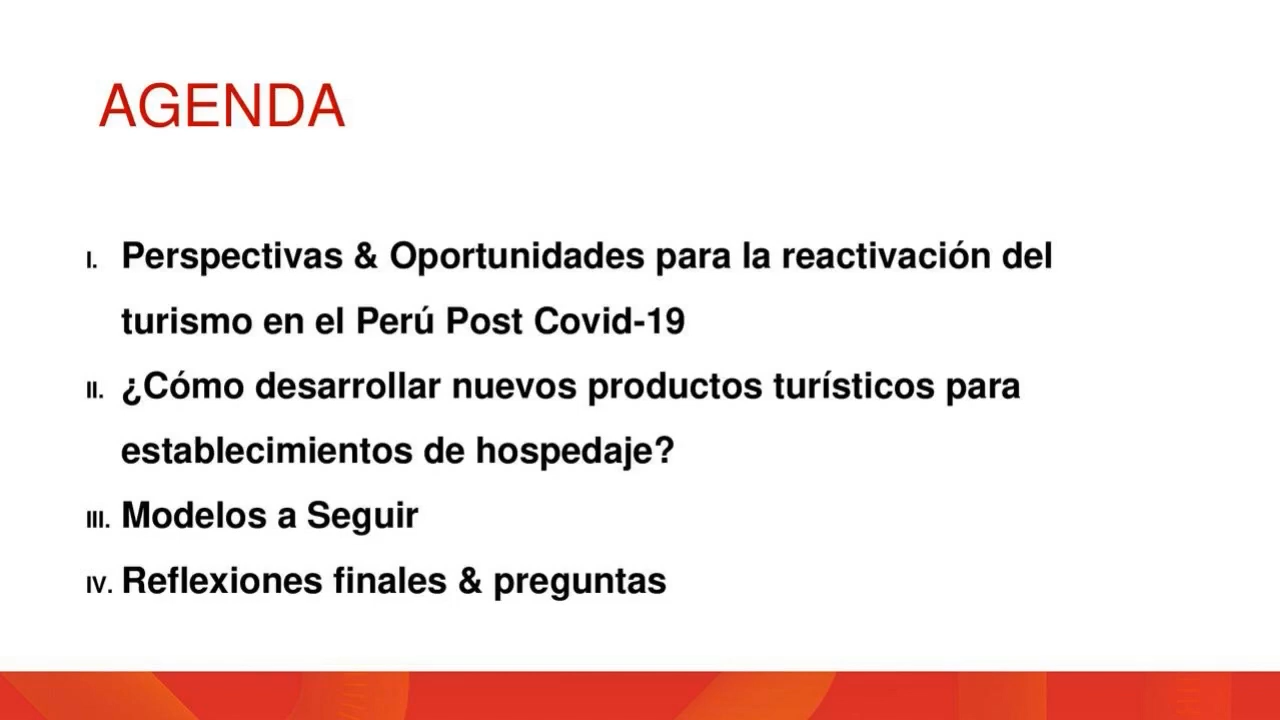 AGENDA
I. Perspectivas & Oportunidades para la reactivación del
turismo en el Perú Post Covid-19
II. ¿Cómo desarrollar nuevos productos turísticos para
establecimientos de hospedaje?
III. Modelos a Seguir
IV. Reflexiones finales & preguntas